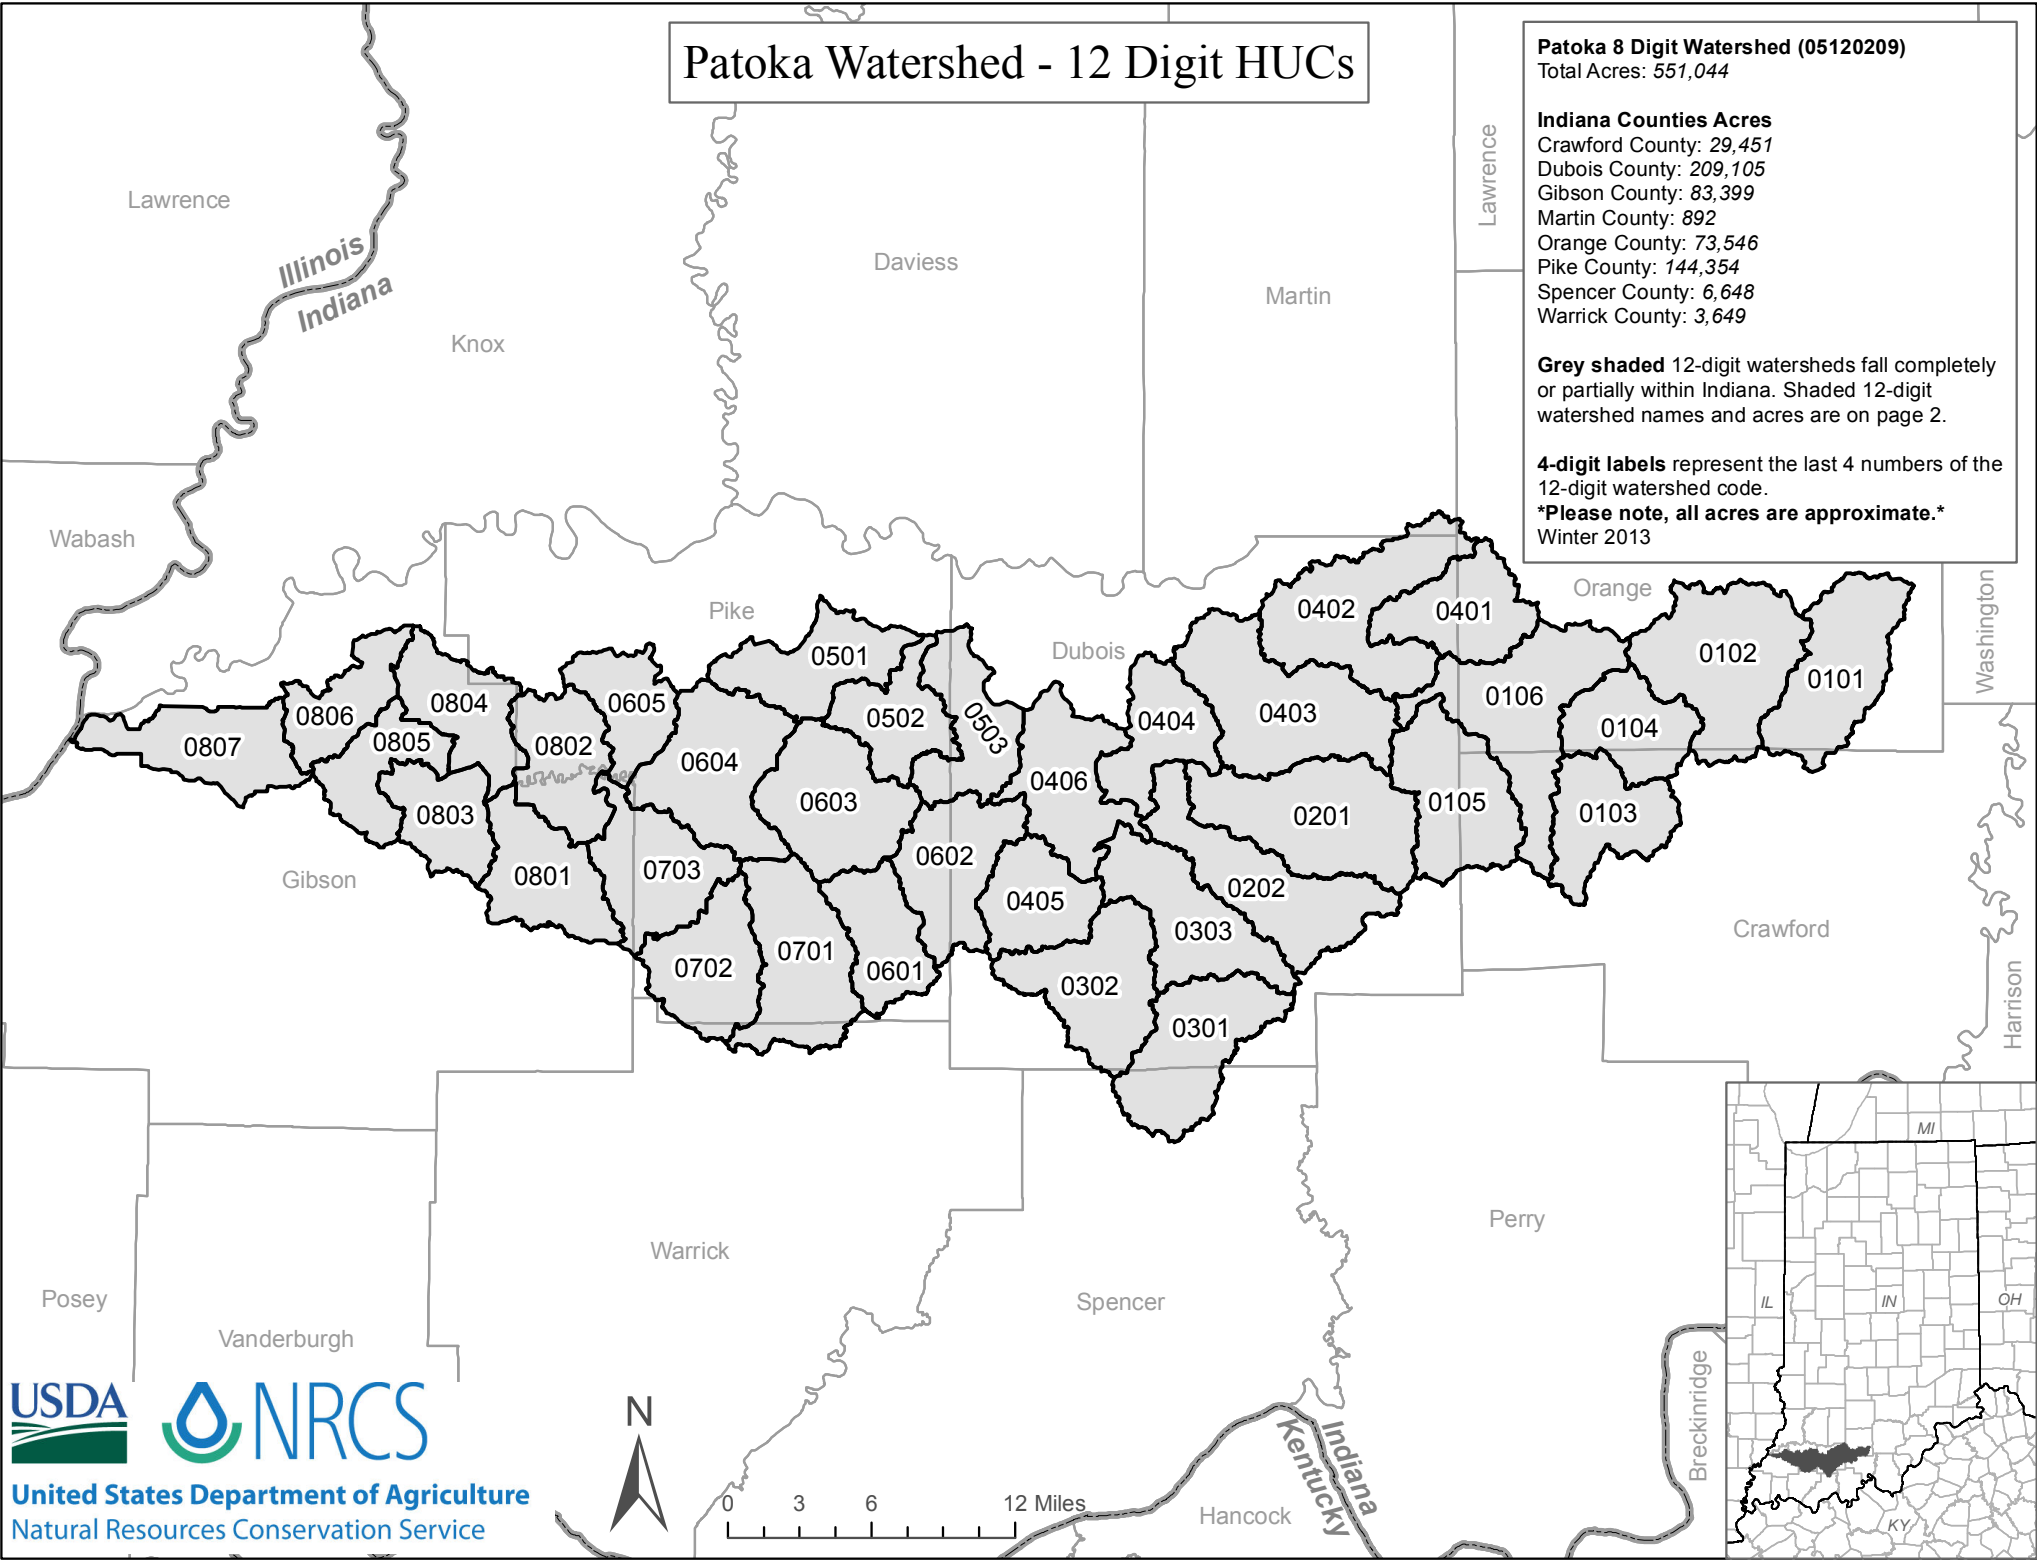 Patoka Watershed - 12 Digit HUCs
Patoka 8 Digit Watershed (05120209)
Total Acres: 551,044
Indiana Counties Acres
Crawford County: 29,451
Dubois County: 209,105
Gibson County: 83,399
Martin County: 892
Orange County: 73,546
Pike County: 144,354
Spencer County: 6,648
Warrick County: 3,649
Grey shaded 12-digit watersheds fall completely
or partially within Indiana. Shaded 12-digit
watershed names and acres are on page 2.
4-digit labels represent the last 4 numbers of the
12-digit watershed code.
*Please note, all acres are approximate.*
Winter 2013
Lawrence
Illinois
Indiana
Knox
Daviess
Martin
Lawrence
Wabash
Pike
Dubois
Orange
Washington
Gibson
Crawford
Harrison
Posey
Vanderburgh
Warrick
Spencer
Perry
Breckinridge
Hancock
Indiana
Kentucky
0402
0401
0102
0101
0501
0503
0404
0403
0106
0104
0806
0804
0605
0502
0807
0805
0802
0604
0406
0603
0803
0201
0105
0103
0602
0801
0703
0405
0202
0303
0702
0701
0601
0302
0301
MI
IL
IN
OH
KY
N
0 3 6 12 Miles
USDA
NRCS
United States Department of Agriculture
Natural Resources Conservation Service